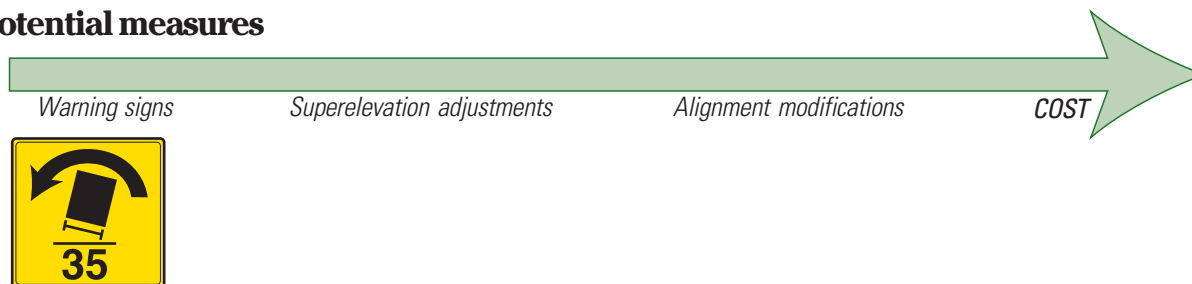 otential measures
Warning signs Superelevation adjustments Alignment modifications COST
35